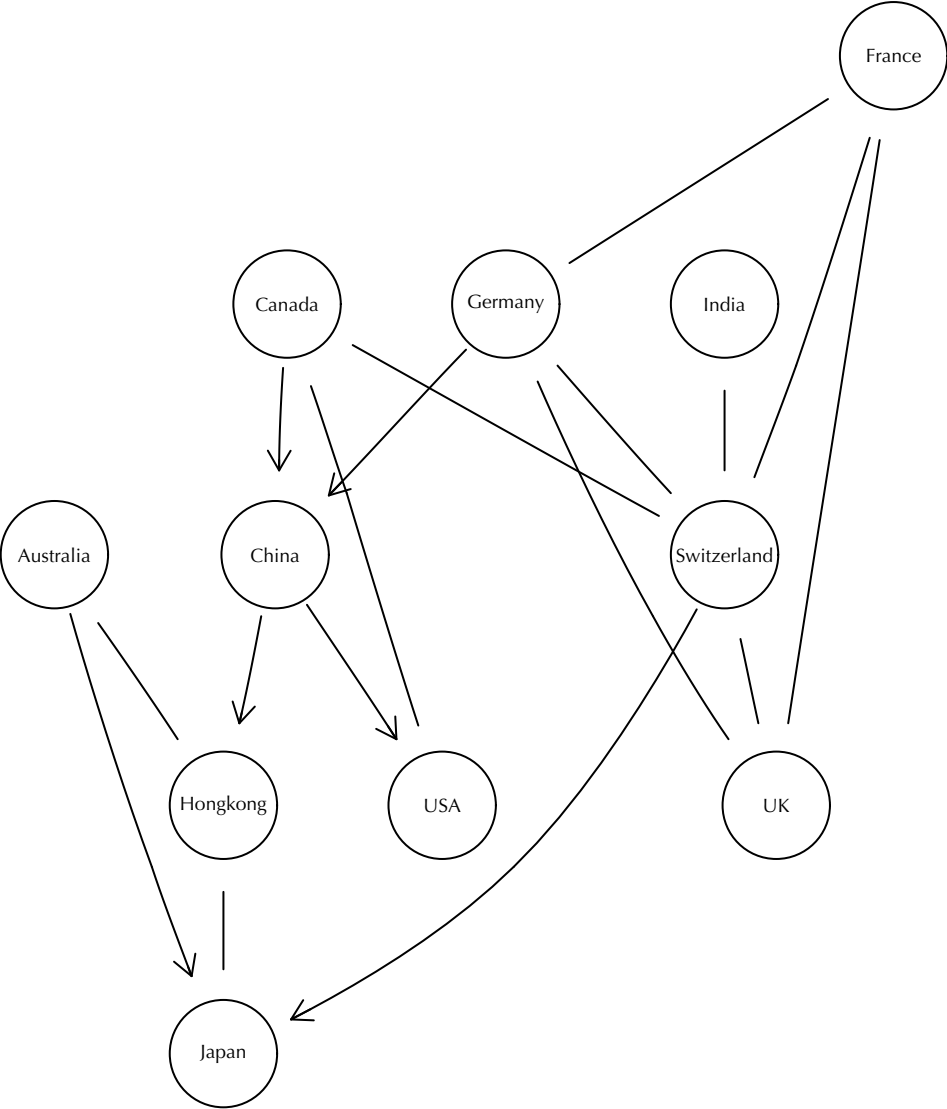 France
Canada
Germany
India
Australia
China
Switzerland
Hongkong
USA
UK
Japan